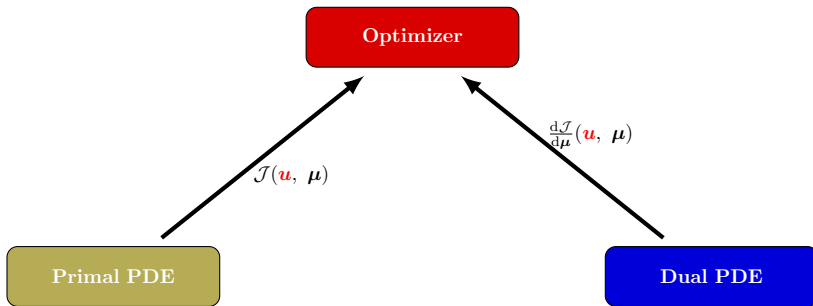 Optimizer
d𝒥/d𝝁(𝒖, 𝝁)
𝒥(𝒖, 𝝁)
Primal PDE
Dual PDE